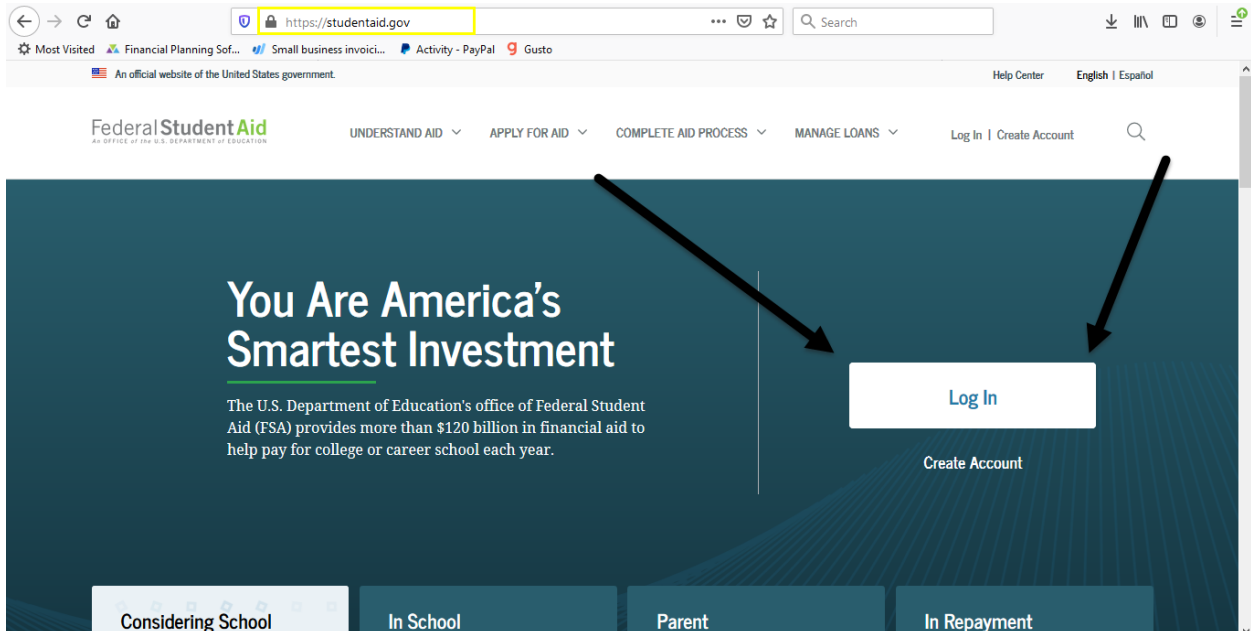 https://studentaid.gov
Search
Most Visited Financial Planning Sof... Small business invoici... Activity - PayPal Gusto
An official website of the United States government.
Help Center English | Español
Federal Student Aid
An OFFICE of the U.S. DEPARTMENT of EDUCATION
UNDERSTAND AID APPLY FOR AID COMPLETE AID PROCESS MANAGE LOANS Log In | Create Account
You Are America's
Smartest Investment
The U.S. Department of Education's office of Federal Student
Aid (FSA) provides more than $120 billion in financial aid to
help pay for college or career school each year.
Log In
Create Account
Considering School
In School
Parent
In Repayment